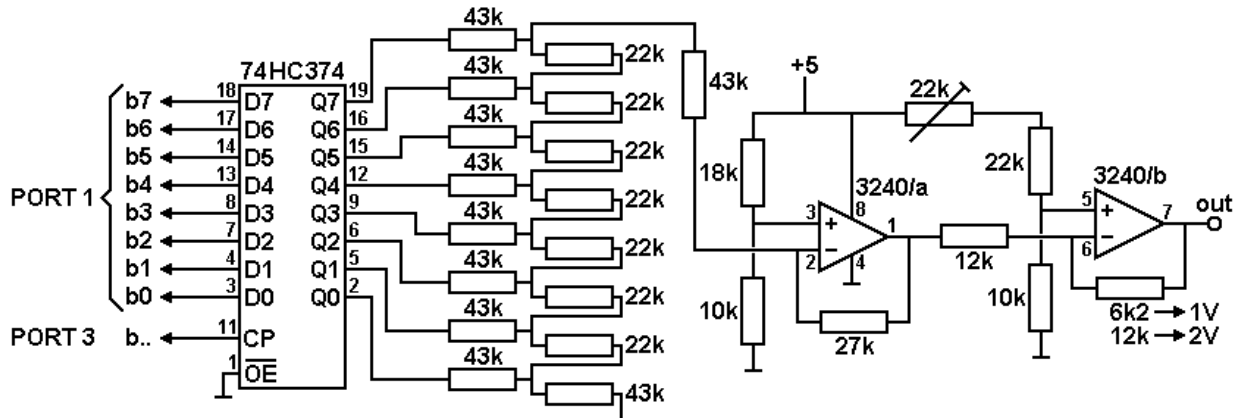 43k
22k
74HC374
43k
+5
22k
b7 18 D7 Q7 19
22k
43k
b6 17 D6 Q6 16
43k
22k
b5 14 D5 Q5 15
22k
PORT 1 b4 13 D4 Q4 12
43k
22k
18k
3240/a
3240/b
b3 8 D3 Q3 9
43k
22k
3 + 8 1
5 + 7 out
b2 7 D2 Q2 6
43k
22k
2 − 4
12k
6 −
b1 4 D1 Q1 5
22k
b0 3 D0 Q0 2
43k
10k
10k
PORT 3 b.. 11 CP
22k
27k
6k2 → 1V
43k
12k → 2V
1 OE
43k